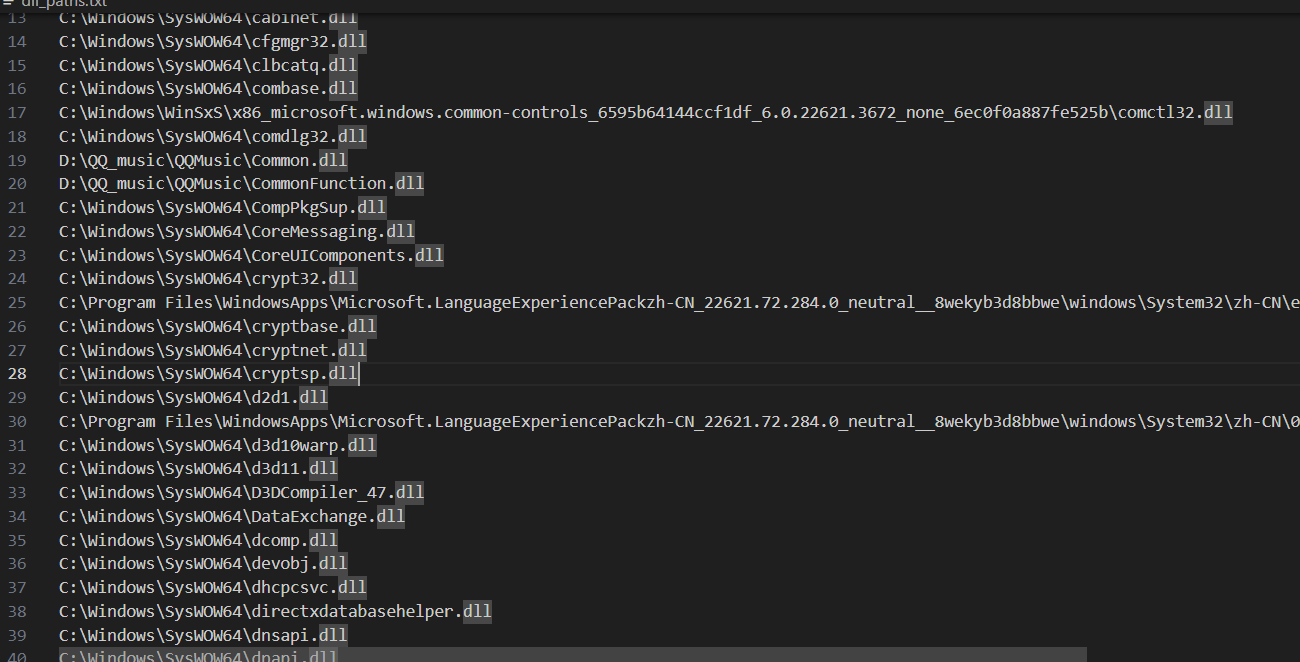 dll_paths.txt
13 C:\Windows\SysWOW64\cabinet.dll
14 C:\Windows\SysWOW64\cfgmgr32.dll
15 C:\Windows\SysWOW64\clbcatq.dll
16 C:\Windows\SysWOW64\combase.dll
17 C:\Windows\WinSxS\x86_microsoft.windows.common-controls_6595b64144ccf1df_6.0.22621.3672_none_6ec0f0a887fe525b\comctl32.dll
18 C:\Windows\SysWOW64\comdlg32.dll
19 D:\QQ_music\QQMusic\Common.dll
20 D:\QQ_music\QQMusic\CommonFunction.dll
21 C:\Windows\SysWOW64\CompPkgSup.dll
22 C:\Windows\SysWOW64\CoreMessaging.dll
23 C:\Windows\SysWOW64\CoreUIComponents.dll
24 C:\Windows\SysWOW64\crypt32.dll
25 C:\Program Files\WindowsApps\Microsoft.LanguageExperiencePackzh-CN_22621.72.284.0_neutral__8wekyb3d8bbwe\windows\System32\zh-CN\e
26 C:\Windows\SysWOW64\cryptbase.dll
27 C:\Windows\SysWOW64\cryptnet.dll
28 C:\Windows\SysWOW64\cryptsp.dll
29 C:\Windows\SysWOW64\d2d1.dll
30 C:\Program Files\WindowsApps\Microsoft.LanguageExperiencePackzh-CN_22621.72.284.0_neutral__8wekyb3d8bbwe\windows\System32\zh-CN\0
31 C:\Windows\SysWOW64\d3d10warp.dll
32 C:\Windows\SysWOW64\d3d11.dll
33 C:\Windows\SysWOW64\D3DCompiler_47.dll
34 C:\Windows\SysWOW64\DataExchange.dll
35 C:\Windows\SysWOW64\dcomp.dll
36 C:\Windows\SysWOW64\devobj.dll
37 C:\Windows\SysWOW64\dhcpcsvc.dll
38 C:\Windows\SysWOW64\directxdatabasehelper.dll
39 C:\Windows\SysWOW64\dnsapi.dll
40 C:\Windows\SysWOW64\dpapi.dll